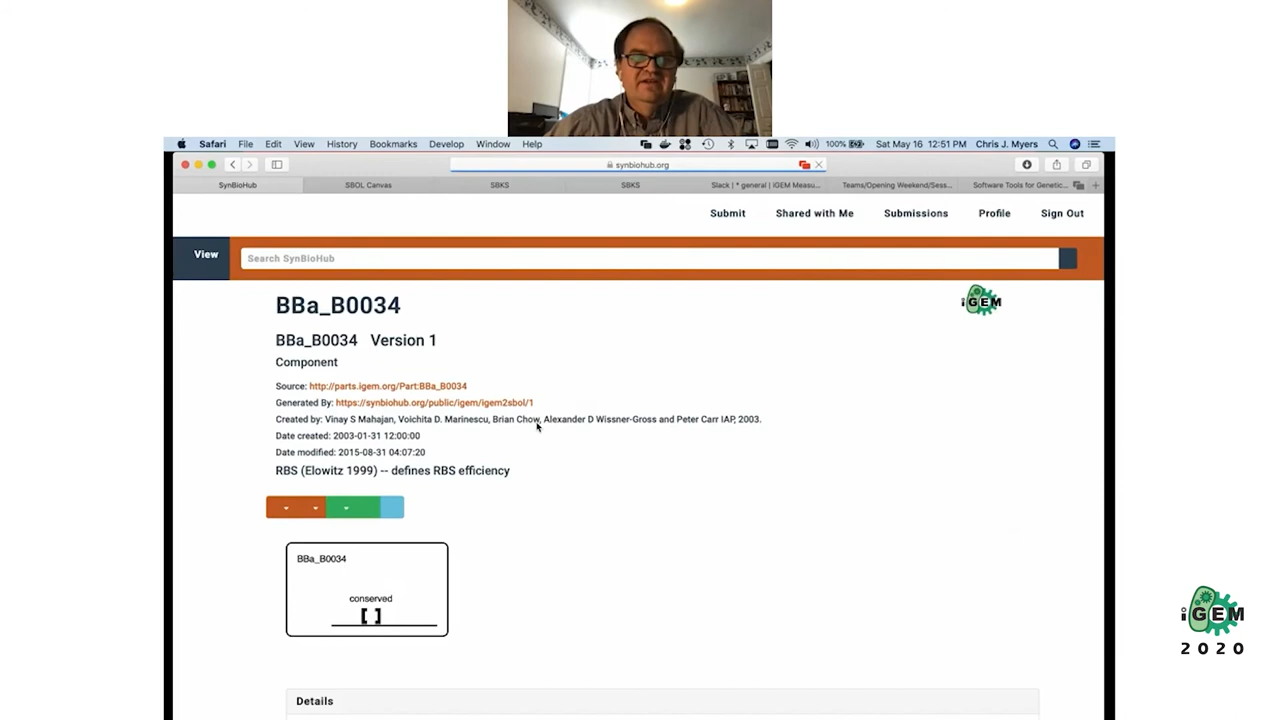 Safari File Edit View History Bookmarks Develop Window Help 100% Sat May 16 12:51 PM Chris J. Myers
synbiohub.org
SynBioHub SBOL Canvas SBKS SBKS Slack | * general | iGEM Measu... Teams/Opening Weekend/Sess... Software Tools for Genetic...
Submit Shared with Me Submissions Profile Sign Out
View Search SynBioHub
BBa_B0034
iGEM
BBa_B0034 Version 1
Component
Source: http://parts.igem.org/Part:BBa_B0034
Generated By: https://synbiohub.org/public/igem/igem2sbol/1
Created by: Vinay S Mahajan, Voichita D. Marinescu, Brian Chow, Alexander D Wissner-Gross and Peter Carr IAP, 2003.
Date created: 2003-01-31 12:00:00
Date modified: 2015-08-31 04:07:20
RBS (Elowitz 1999) -- defines RBS efficiency
BBa_B0034
conserved
[ ]
Details
iGEM
2020